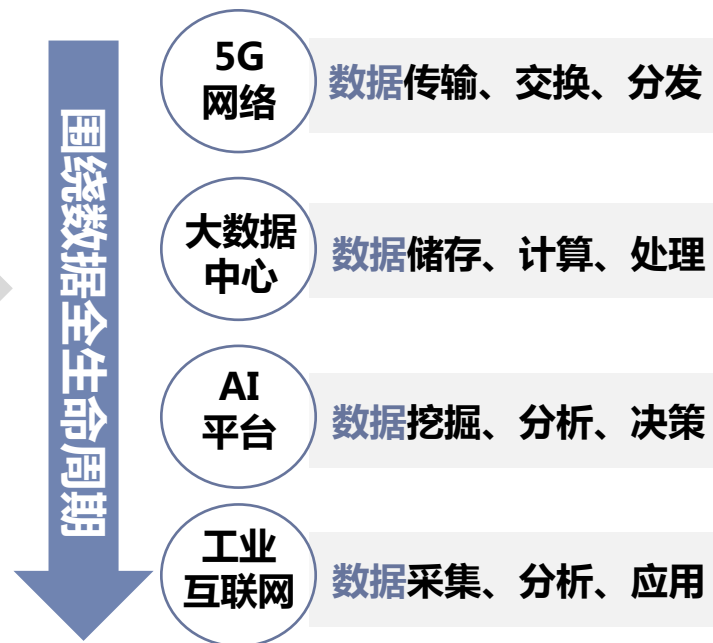 围绕数据全生命周期
5G
网络
数据传输、交换、分发
大数据
中心
数据储存、计算、处理
AI
平台
数据挖掘、分析、决策
工业
互联网
数据采集、分析、应用